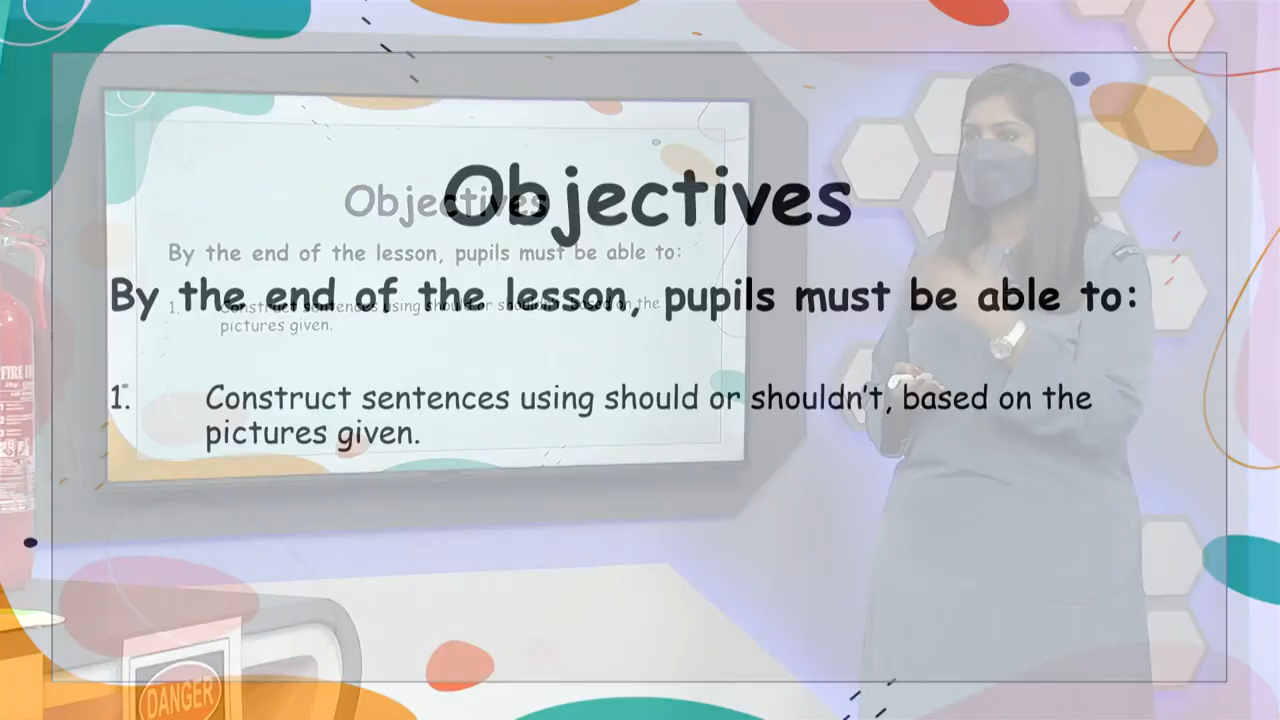 Objectives
By the end of the lesson, pupils must be able to:
1. Construct sentences using should or shouldn't, based on the
pictures given.
Objectives
By the end of the lesson, pupils must be able to:
1. Construct sentences using should or shouldn't, based on the
pictures given.
FIRE
DANGER